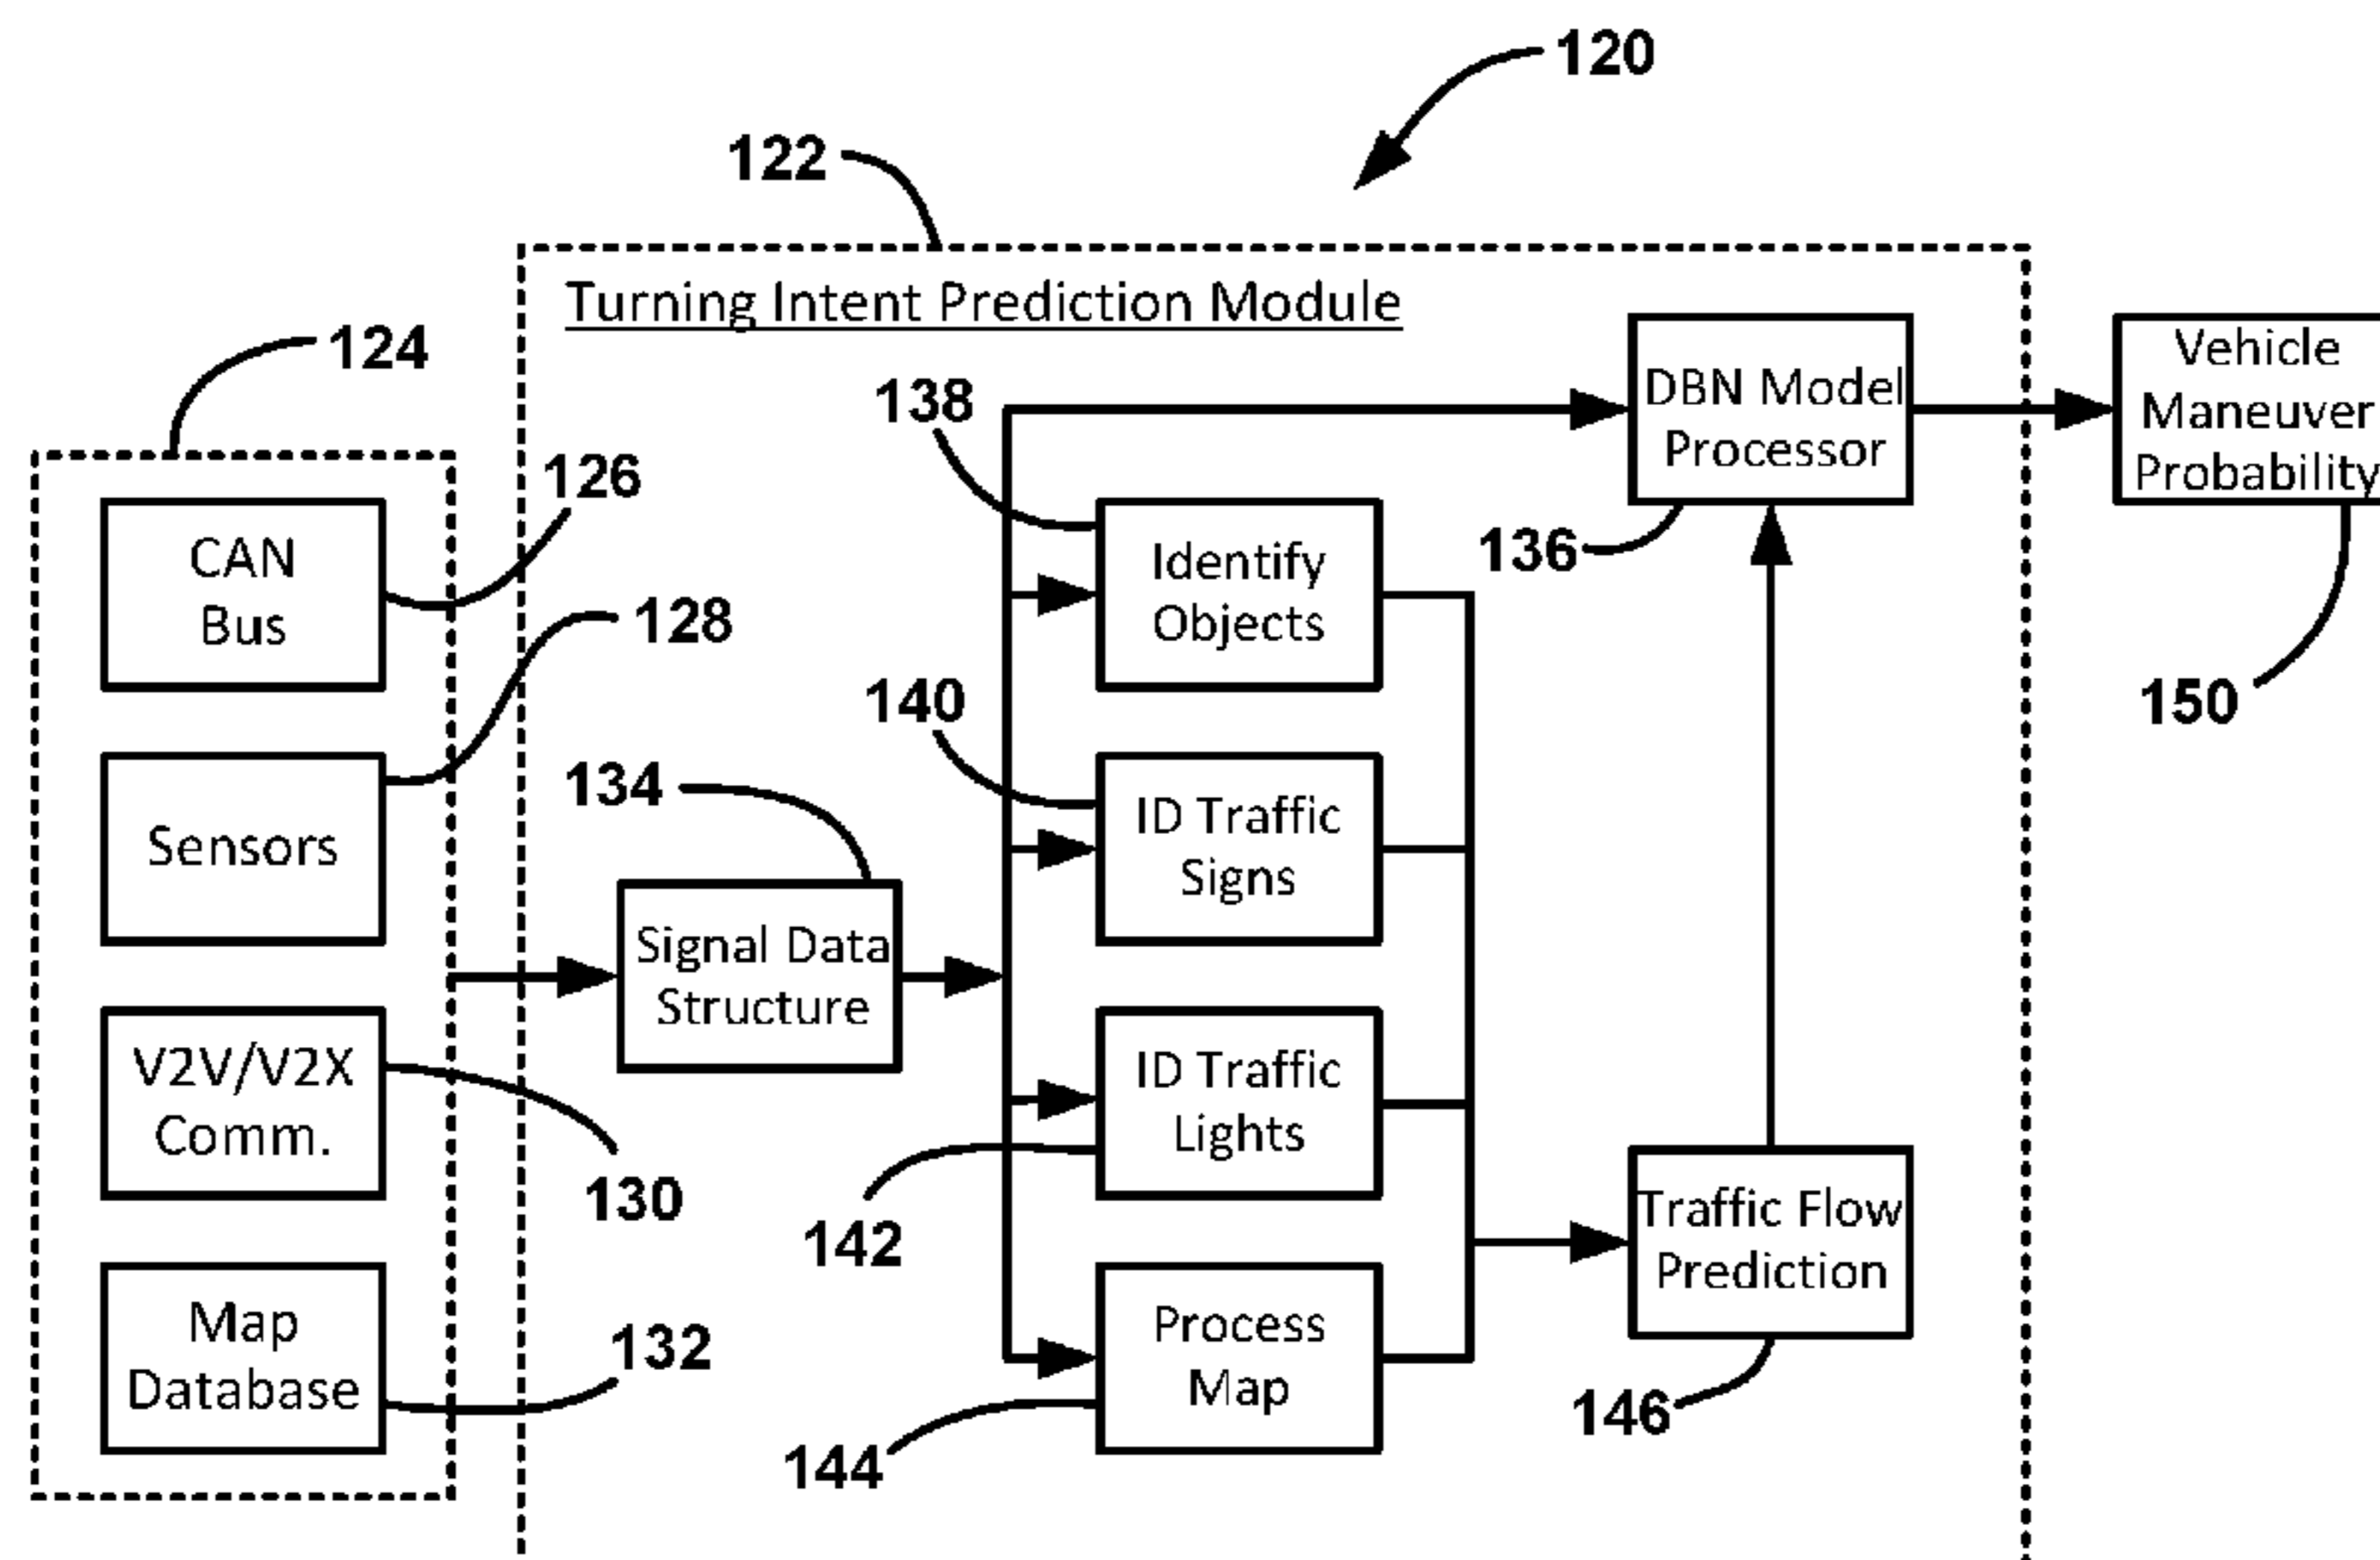 120
122
Turning Intent Prediction Module
124
138
126
DBN Model
Processor
Vehicle
Maneuver
Probability
CAN
Bus
136
Identify
Objects
128
140
150
134
ID Traffic
Signs
Sensors
Signal Data
Structure
V2V/V2X
Comm.
ID Traffic
Lights
130
142
Traffic Flow
Prediction
Map
Database
132
Process
Map
146
144